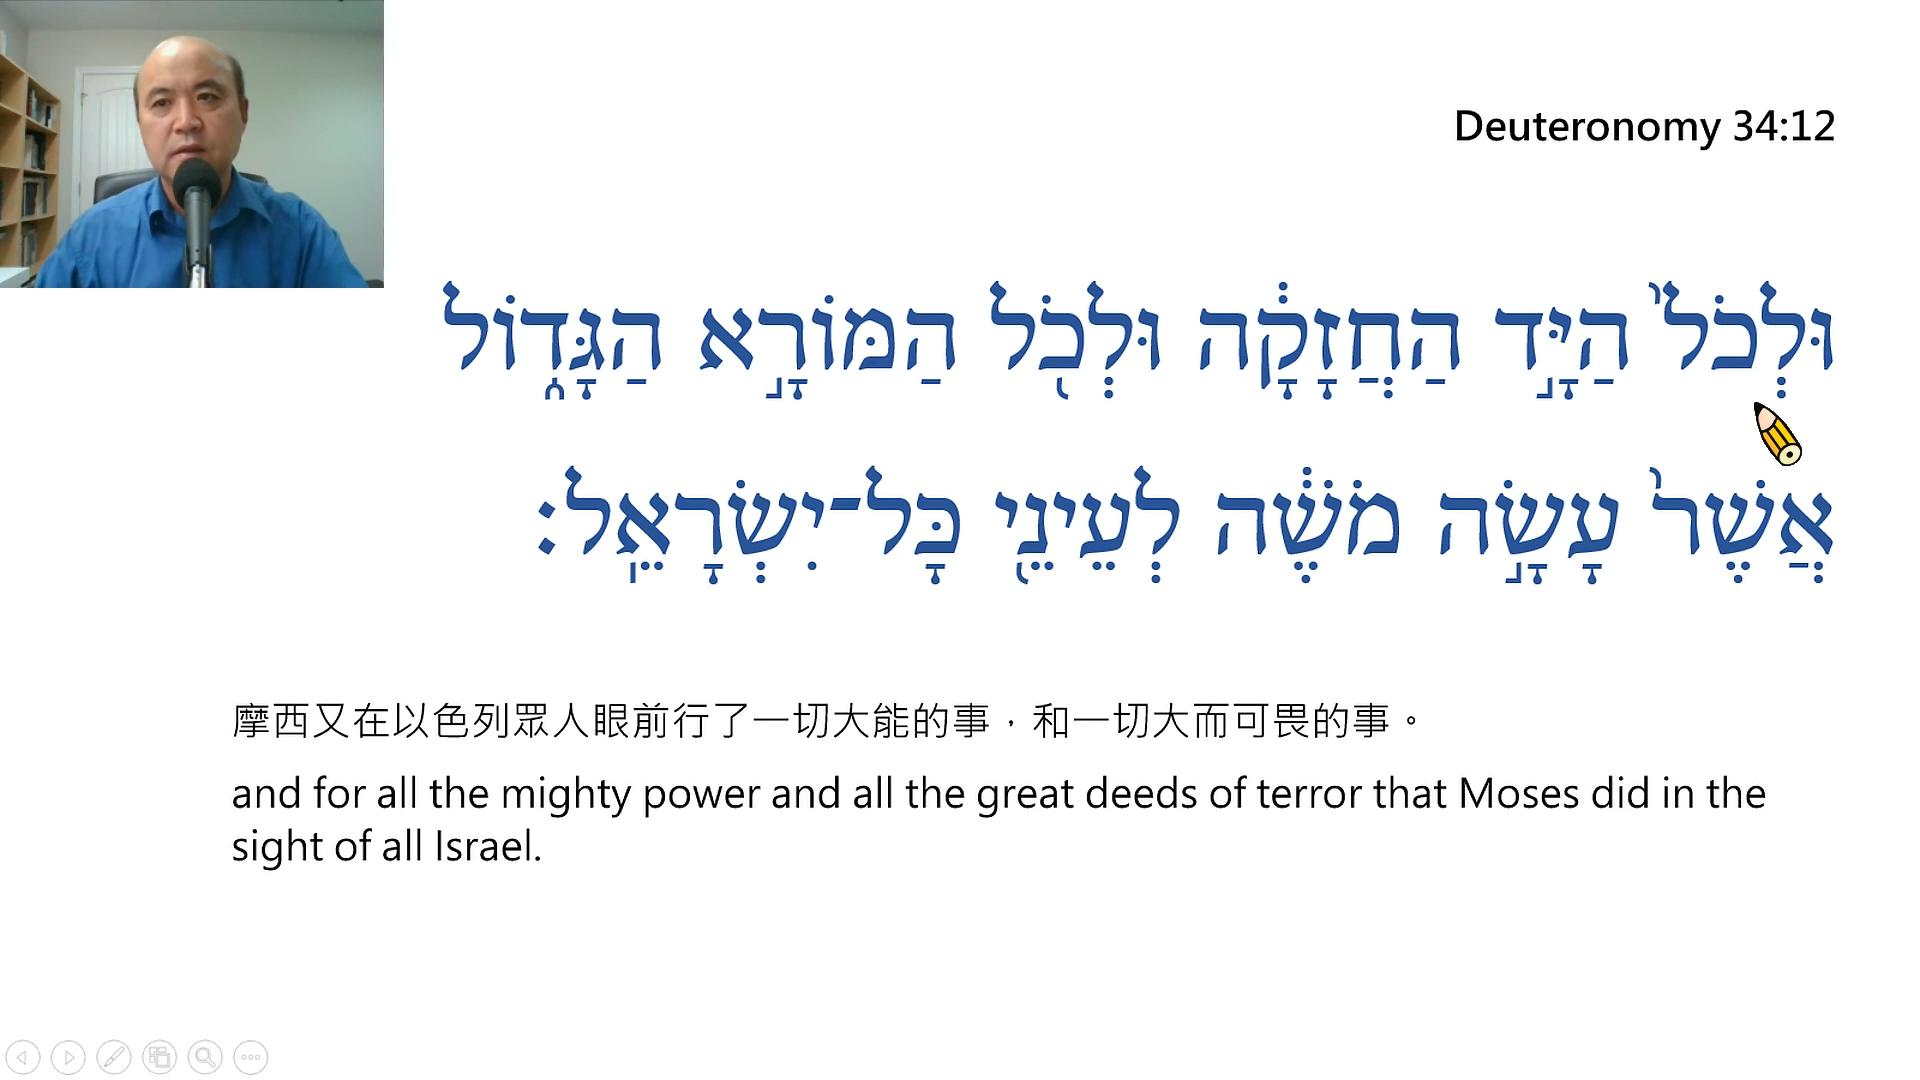 Deuteronomy 34:12
וּלְכֹל֙ הַיָּ֣ד הַחֲזָקָ֔ה וּלְכֹ֖ל הַמּוֹרָ֣א הַגָּד֑וֹל
אֲשֶׁר֙ עָשָׂ֣ה מֹשֶׁ֔ה לְעֵינֵ֖י כָּל־יִשְׂרָאֵֽל׃
摩西又在以色列眾人眼前行了一切大能的事，和一切大而可畏的事。
and for all the mighty power and all the great deeds of terror that Moses did in the
sight of all Israel.